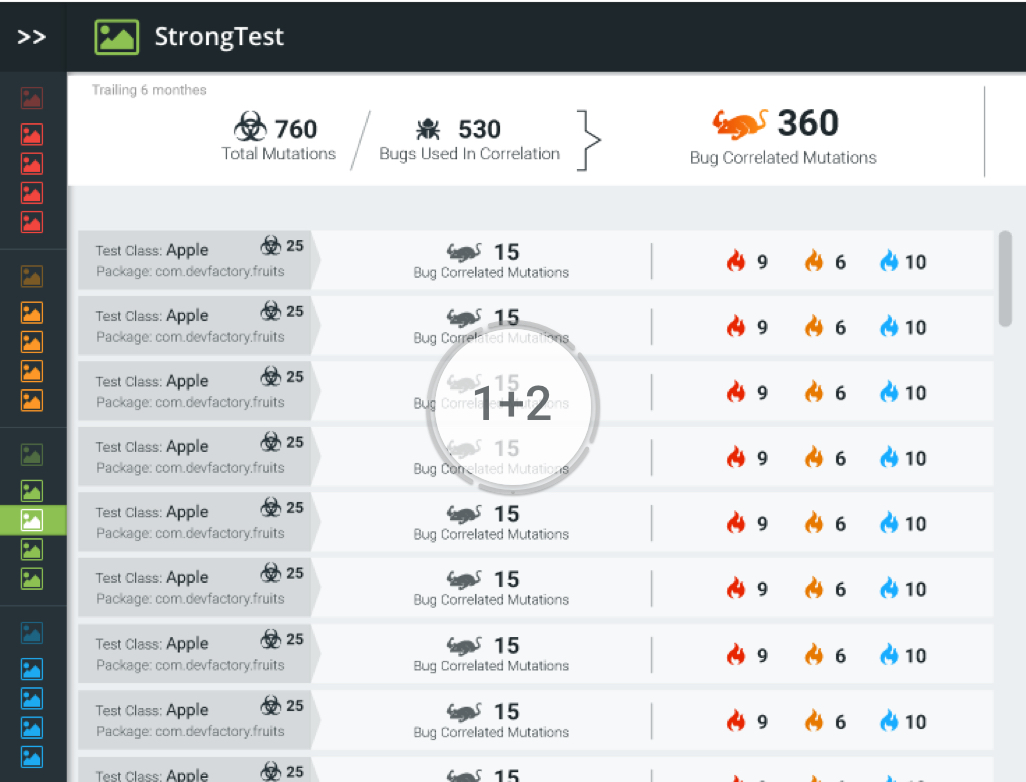 >> StrongTest
Trailing 6 monthes
760
Total Mutations
530
Bugs Used In Correlation
360
Bug Correlated Mutations
Test Class: Apple 25
Package: com.devfactory.fruits
15
Bug Correlated Mutations
9 6 10
Test Class: Apple 25
Package: com.devfactory.fruits
15
Bug Correlated Mutations
9 6 10
Test Class: Apple 25
Package: com.devfactory.fruits
15
Bug Correlated Mutations
9 6 10
1+2
Test Class: Apple 25
Package: com.devfactory.fruits
15
Bug Correlated Mutations
9 6 10
Test Class: Apple 25
Package: com.devfactory.fruits
15
Bug Correlated Mutations
9 6 10
Test Class: Apple 25
Package: com.devfactory.fruits
15
Bug Correlated Mutations
9 6 10
Test Class: Apple 25
Package: com.devfactory.fruits
15
Bug Correlated Mutations
9 6 10
Test Class: Apple 25
Package: com.devfactory.fruits
15
Bug Correlated Mutations
9 6 10
Test Class: Apple 25
15